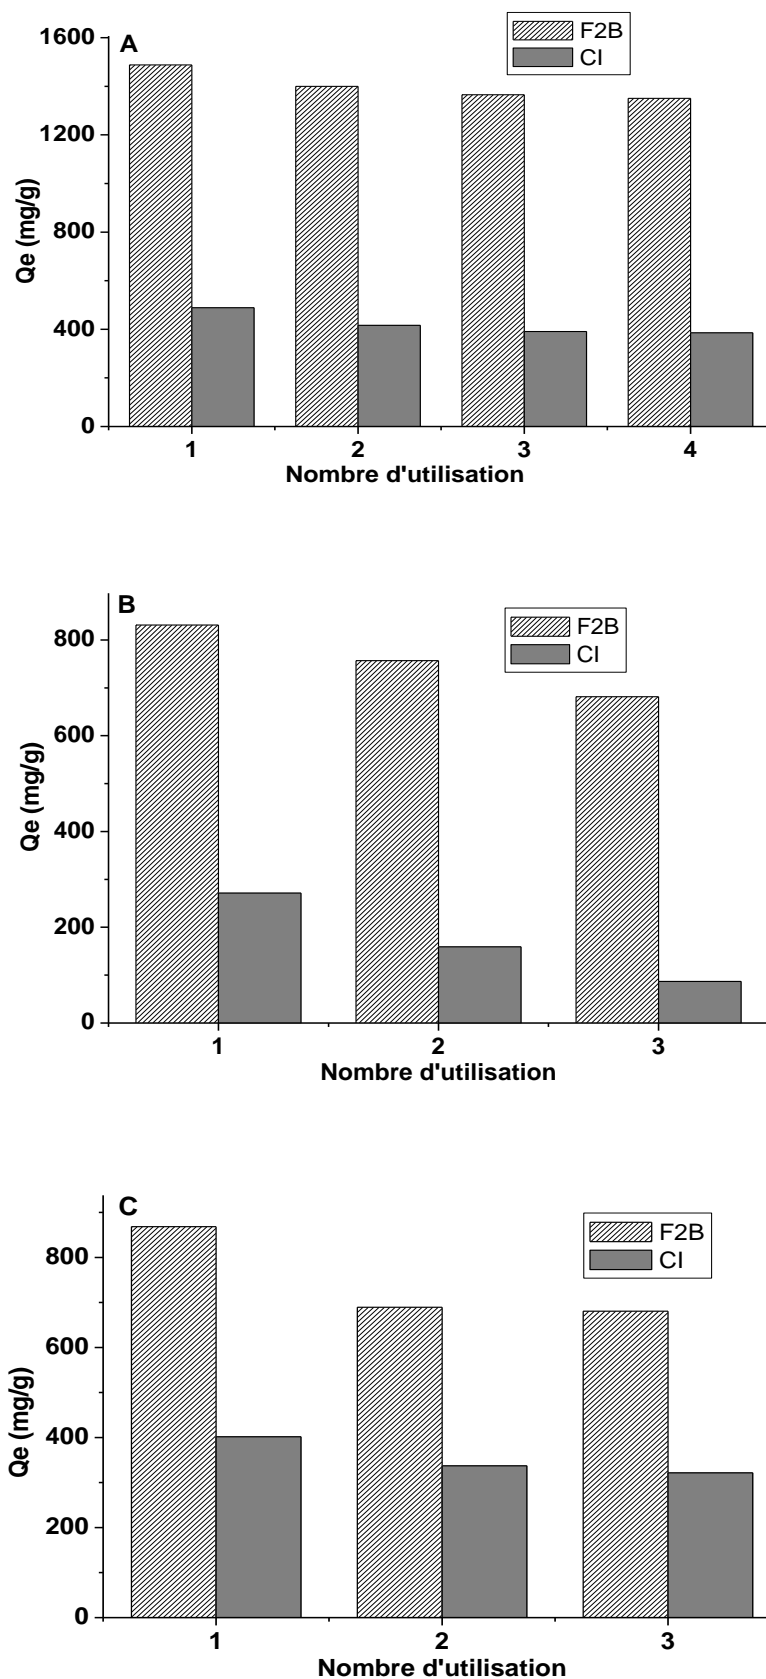 A
F2B
CI
1600
1200
800
400
0
Qe (mg/g)
1 2 3 4
Nombre d'utilisation
B
F2B
CI
800
600
400
200
0
Qe (mg/g)
1 2 3
Nombre d'utilisation
C
F2B
CI
800
600
400
200
0
Qe (mg/g)
1 2 3
Nombre d'utilisation